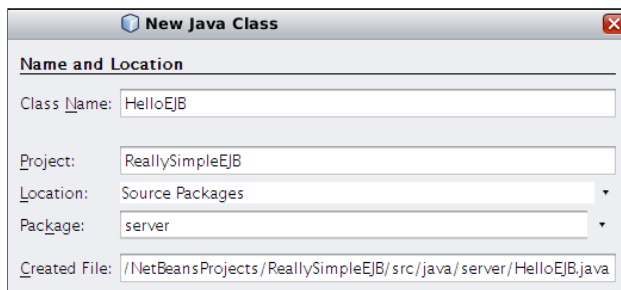 New Java Class
Name and Location
Class Name: HelloEJB
Project: ReallySimpleEJB
Location: Source Packages
Package: server
Created File: /NetBeansProjects/ReallySimpleEJB/src/java/server/HelloEJB.java